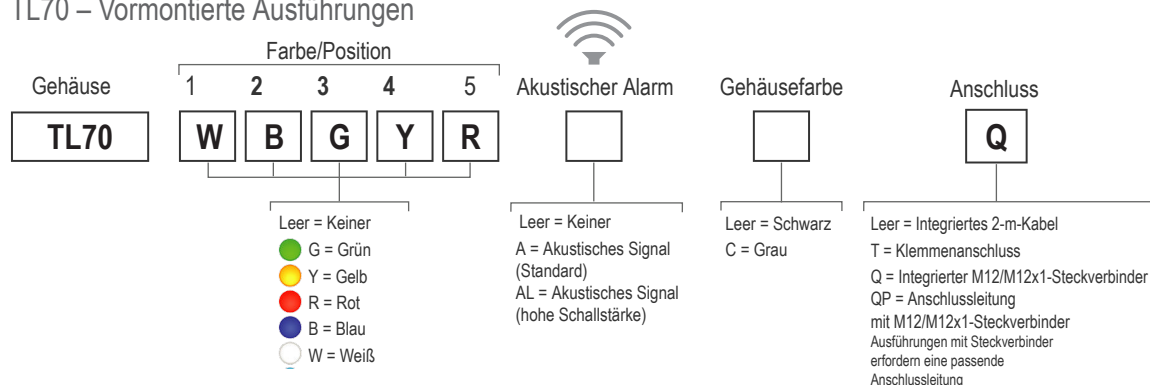 TL70 – Vormontierte Ausführungen
Farbe/Position
Gehäuse
1 2 3 4 5
Akustischer Alarm
Gehäusefarbe
Anschluss
TL70
W B G Y R
Q
Leer = Keiner
G = Grün
Y = Gelb
R = Rot
B = Blau
W = Weiß
Leer = Keiner
A = Akustisches Signal
(Standard)
AL = Akustisches Signal
(hohe Schallstärke)
Leer = Schwarz
C = Grau
Leer = Integriertes 2-m-Kabel
T = Klemmenanschluss
Q = Integrierter M12/M12x1-Steckverbinder
QP = Anschlussleitung
mit M12/M12x1-Steckverbinder
Ausführungen mit Steckverbinder
erfordern eine passende
Anschlussleitung